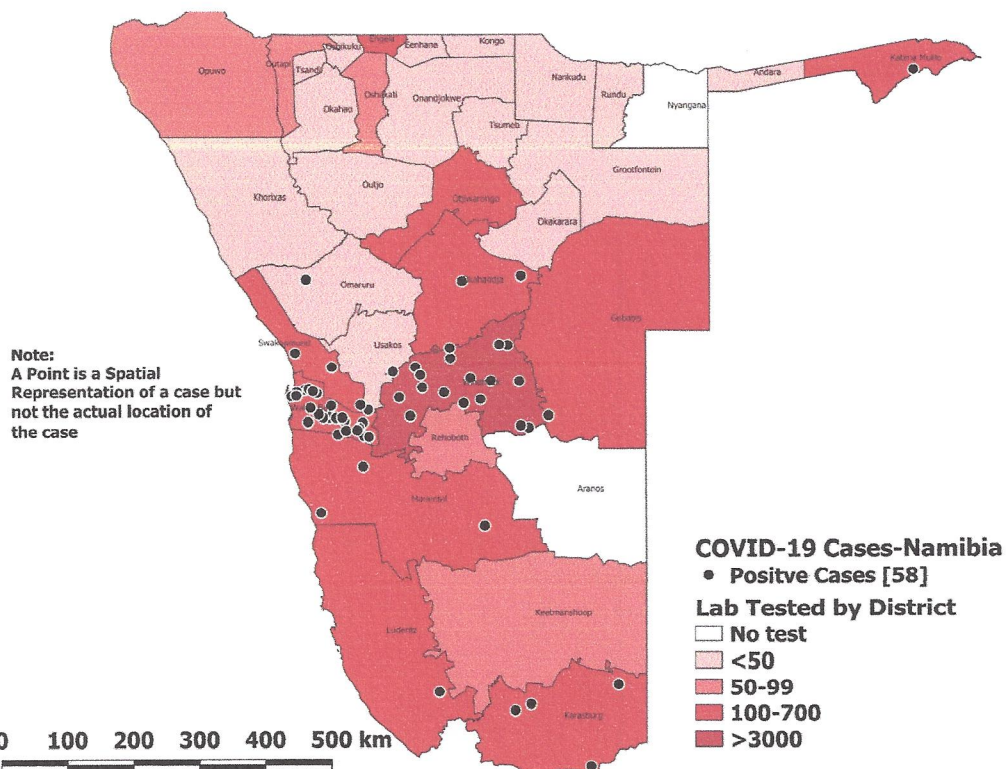 Engela
Oshikuku
Eenhana
Kongo
Opuwo
Outapi
Tsandi
Okahao
Oshakati
Onandjokwe
Nankudu
Rundu
Nyangana
Andara
Katima Mulilo
Tsumeb
Grootfontein
Khorixas
Outjo
Otjiwarongo
Okakarara
Omaruru
Okahandja
Gobabis
Swakopmund
Usakos
Note:
A Point is a Spatial
Representation of a case but
not the actual location of
the case
Rehoboth
Aranos
Mariental
Keetmanshoop
Luderitz
Karasburg
COVID-19 Cases-Namibia
Positve Cases [58]
Lab Tested by District
No test
<50
50-99
100-700
>3000
0 100 200 300 400 500 km